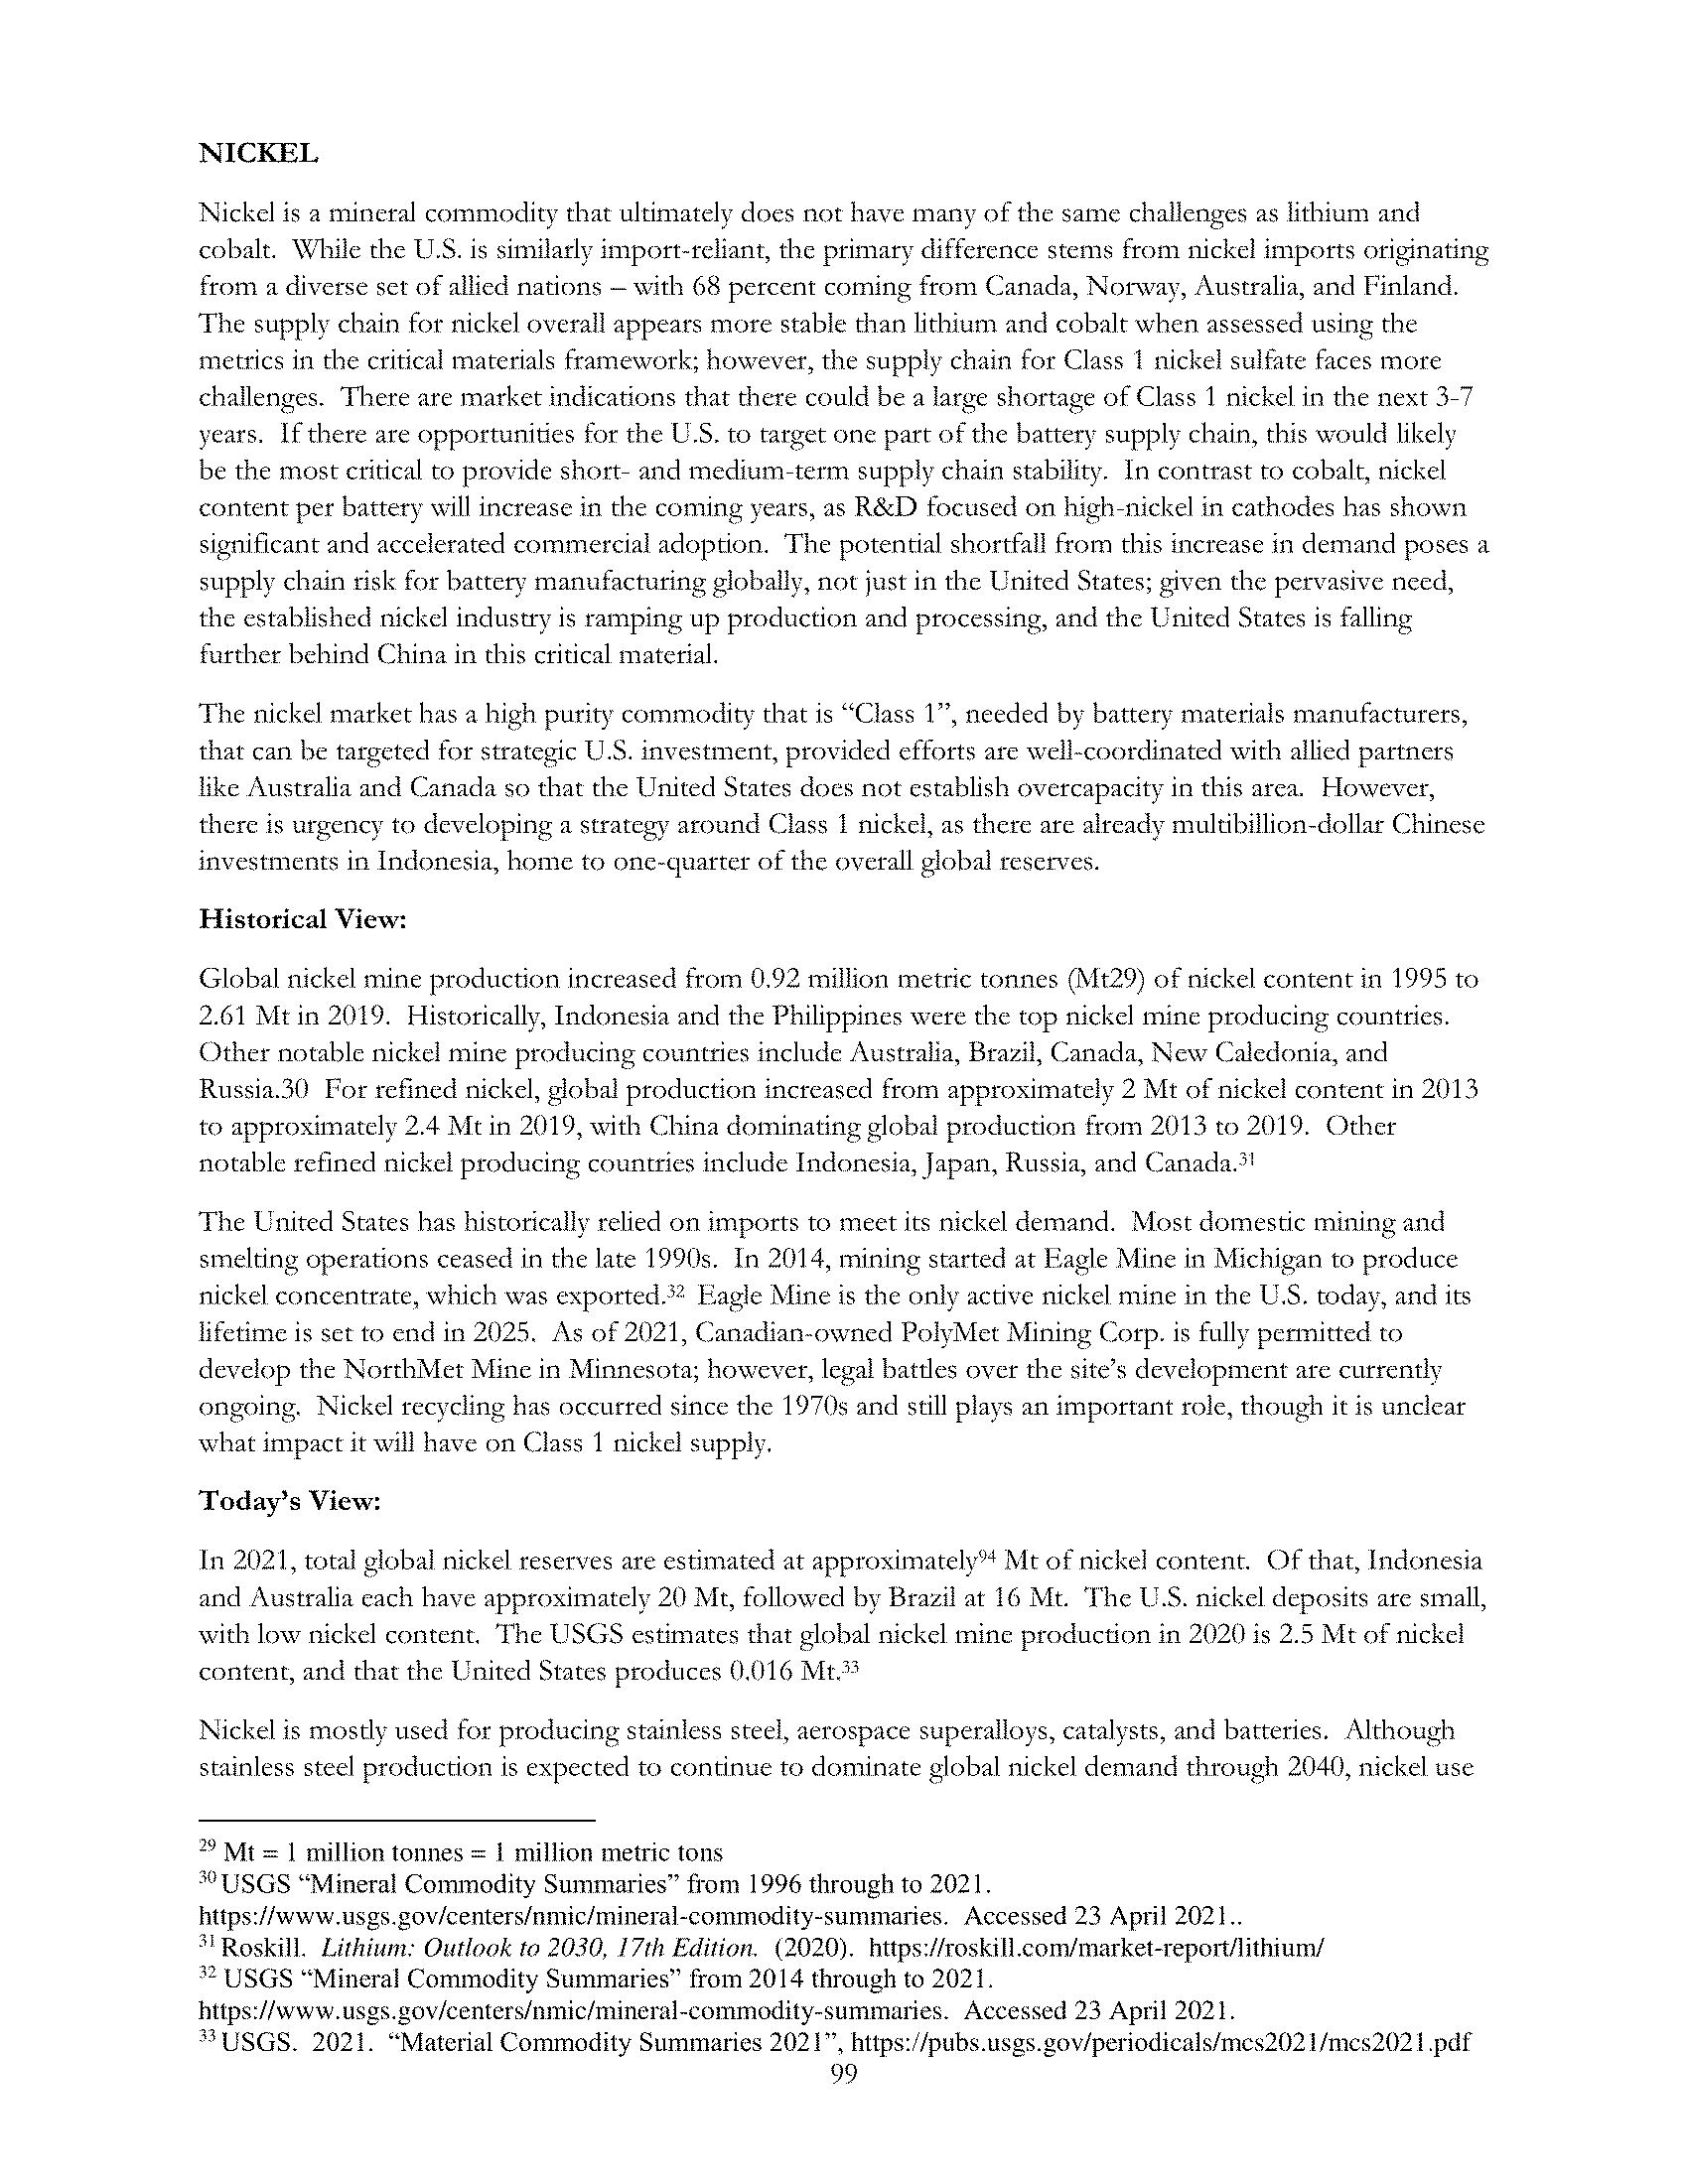 NICKEL
Nickel is a mineral commodity that ultimately does not have many of the same challenges as lithium and
cobalt.  While the U.S. is similarly import-reliant, the primary difference stems from nickel imports originating
from a diverse set of allied nations – with 68 percent coming from Canada, Norway, Australia, and Finland.
The supply chain for nickel overall appears more stable than lithium and cobalt when assessed using the
metrics in the critical materials framework; however, the supply chain for Class 1 nickel sulfate faces more
challenges.  There are market indications that there could be a large shortage of Class 1 nickel in the next 3-7
years.  If there are opportunities for the U.S. to target one part of the battery supply chain, this would likely
be the most critical to provide short- and medium-term supply chain stability.  In contrast to cobalt, nickel
content per battery will increase in the coming years, as R&D focused on high-nickel in cathodes has shown
significant and accelerated commercial adoption.  The potential shortfall from this increase in demand poses a
supply chain risk for battery manufacturing globally, not just in the United States; given the pervasive need,
the established nickel industry is ramping up production and processing, and the United States is falling
further behind China in this critical material.
The nickel market has a high purity commodity that is “Class 1”, needed by battery materials manufacturers,
that can be targeted for strategic U.S. investment, provided efforts are well-coordinated with allied partners
like Australia and Canada so that the United States does not establish overcapacity in this area.  However,
there is urgency to developing a strategy around Class 1 nickel, as there are already multibillion-dollar Chinese
investments in Indonesia, home to one-quarter of the overall global reserves.
Historical View:
Global nickel mine production increased from 0.92 million metric tonnes (Mt29) of nickel content in 1995 to
2.61 Mt in 2019.  Historically, Indonesia and the Philippines were the top nickel mine producing countries.
Other notable nickel mine producing countries include Australia, Brazil, Canada, New Caledonia, and
Russia.30  For refined nickel, global production increased from approximately 2 Mt of nickel content in 2013
to approximately 2.4 Mt in 2019, with China dominating global production from 2013 to 2019.  Other
notable refined nickel producing countries include Indonesia, Japan, Russia, and Canada.31
The United States has historically relied on imports to meet its nickel demand.  Most domestic mining and
smelting operations ceased in the late 1990s.  In 2014, mining started at Eagle Mine in Michigan to produce
nickel concentrate, which was exported.32  Eagle Mine is the only active nickel mine in the U.S. today, and its
lifetime is set to end in 2025.  As of 2021, Canadian-owned PolyMet Mining Corp. is fully permitted to
develop the NorthMet Mine in Minnesota; however, legal battles over the site’s development are currently
ongoing.  Nickel recycling has occurred since the 1970s and still plays an important role, though it is unclear
what impact it will have on Class 1 nickel supply.
Today’s View:
In 2021, total global nickel reserves are estimated at approximately94 Mt of nickel content.  Of that, Indonesia
and Australia each have approximately 20 Mt, followed by Brazil at 16 Mt.  The U.S. nickel deposits are small,
with low nickel content.  The USGS estimates that global nickel mine production in 2020 is 2.5 Mt of nickel
content, and that the United States produces 0.016 Mt.33
Nickel is mostly used for producing stainless steel, aerospace superalloys, catalysts, and batteries.  Although
stainless steel production is expected to continue to dominate global nickel demand through 2040, nickel use
29 Mt = 1 million tonnes = 1 million metric tons
30 USGS “Mineral Commodity Summaries” from 1996 through to 2021.
https://www.usgs.gov/centers/nmic/mineral-commodity-summaries.  Accessed 23 April 2021..
31 Roskill.  Lithium: Outlook to 2030, 17th Edition.  (2020).  https://roskill.com/market-report/lithium/
32 USGS “Mineral Commodity Summaries” from 2014 through to 2021.
https://www.usgs.gov/centers/nmic/mineral-commodity-summaries.  Accessed 23 April 2021.
33 USGS.  2021.  “Material Commodity Summaries 2021”, https://pubs.usgs.gov/periodicals/mcs2021/mcs2021.pdf
99